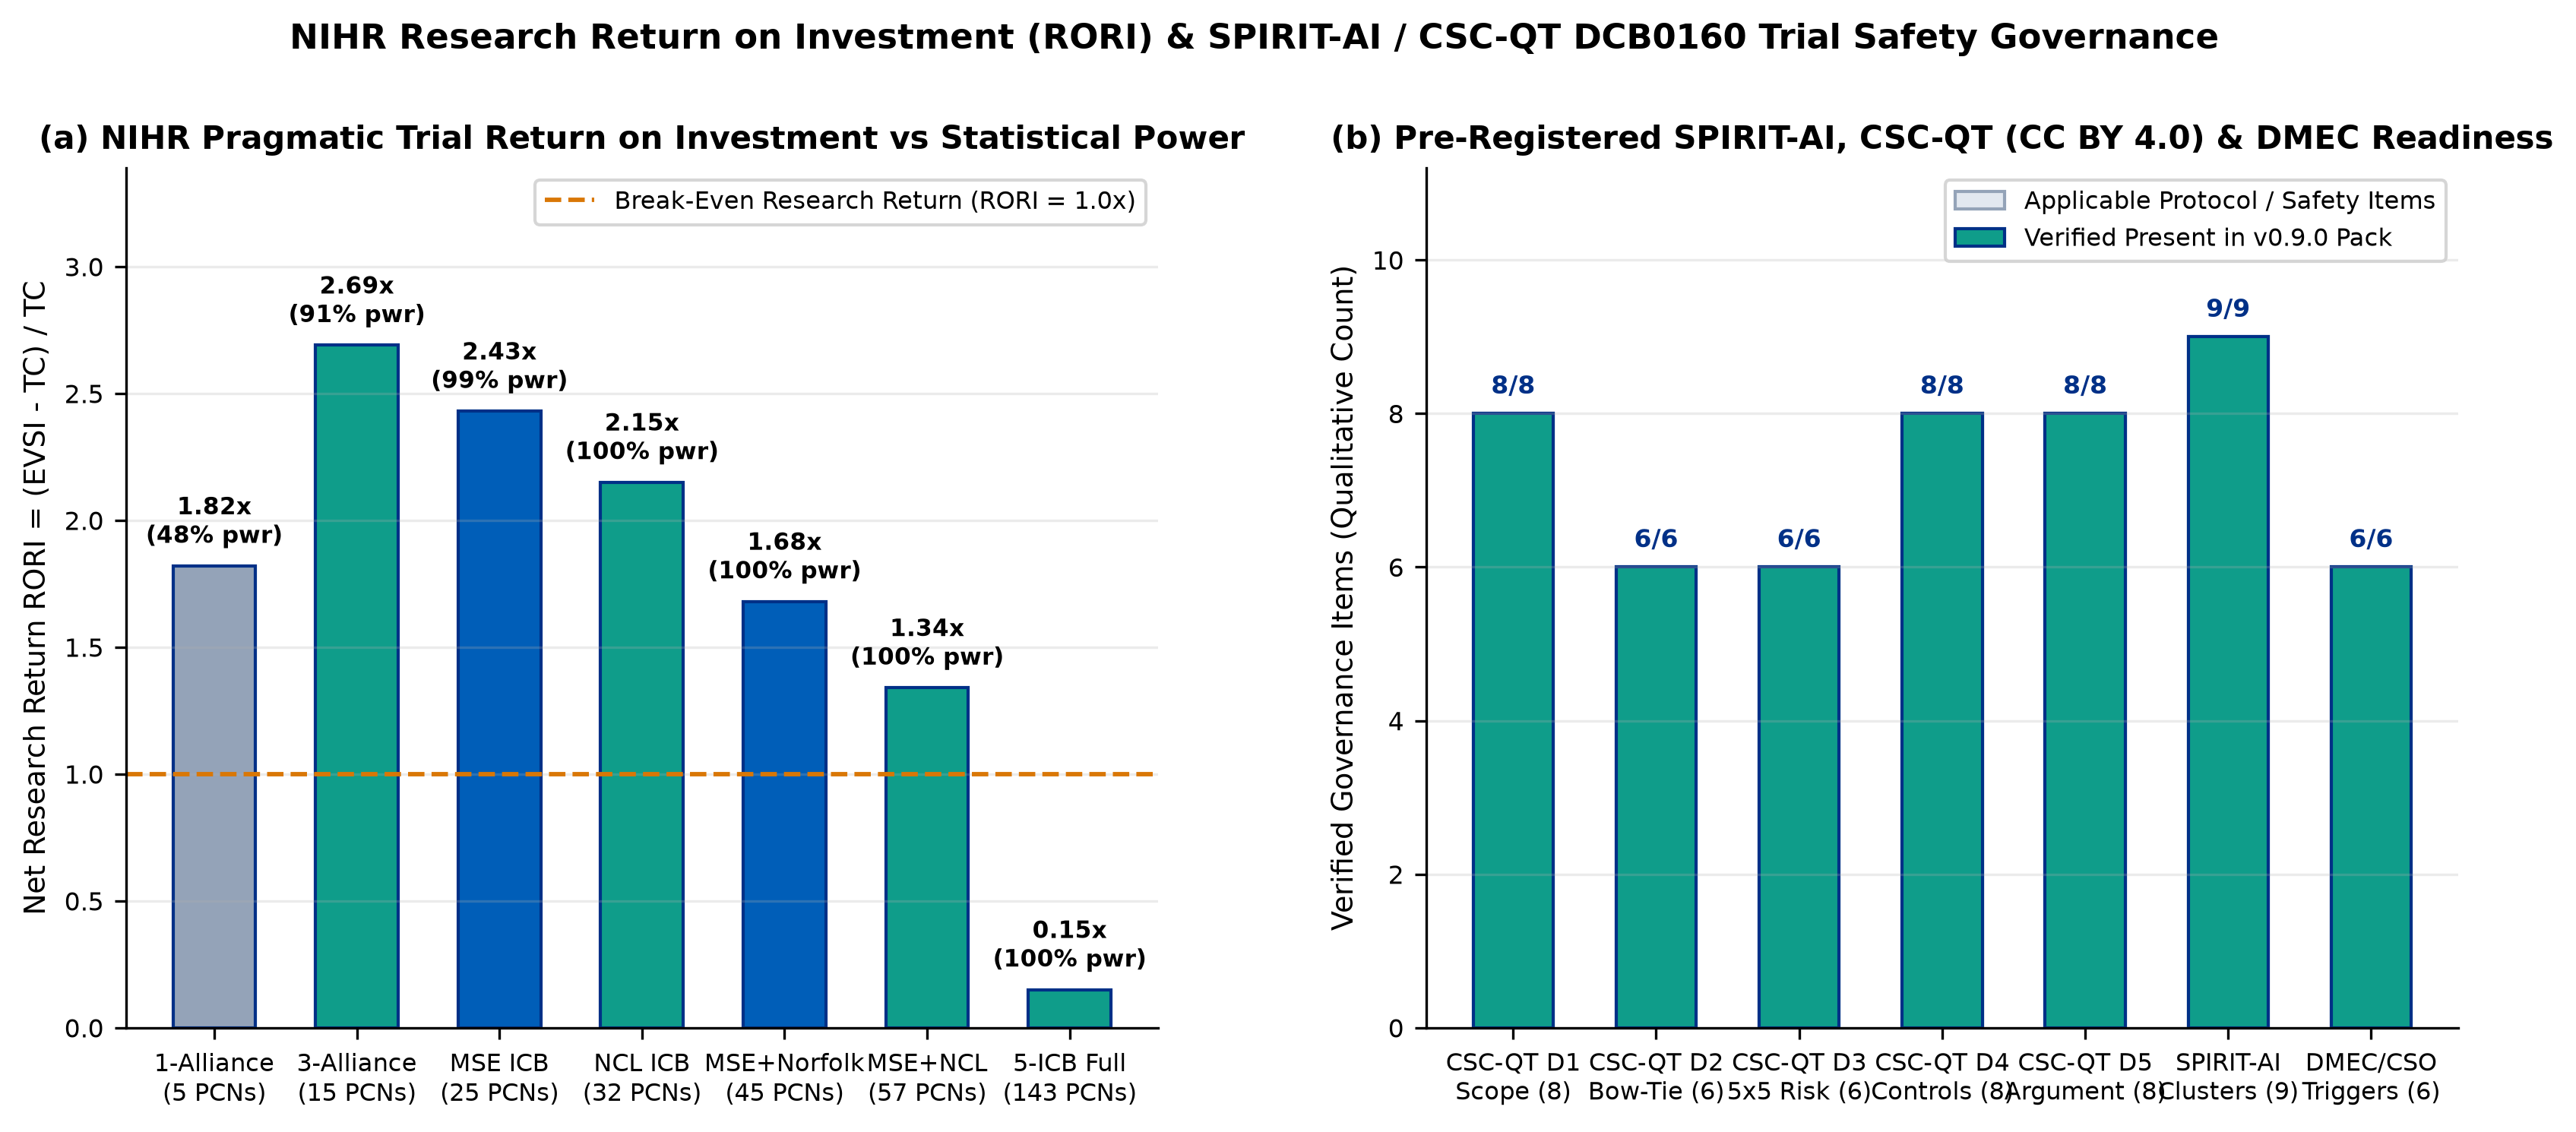 NIHR Research Return on Investment (RORI) & SPIRIT-AI / CSC-QT DCB0160 Trial Safety Governance
(a) NIHR Pragmatic Trial Return on Investment vs Statistical Power
Net Research Return RORI = (EVSI - TC) / TC
3.0
2.5
2.0
1.5
1.0
0.5
0.0
Break-Even Research Return (RORI = 1.0x)
1.82x
(48% pwr)
2.69x
(91% pwr)
2.43x
(99% pwr)
2.15x
(100% pwr)
1.68x
(100% pwr)
1.34x
(100% pwr)
0.15x
(100% pwr)
1-Alliance
(5 PCNs)
3-Alliance
(15 PCNs)
MSE ICB
(25 PCNs)
NCL ICB
(32 PCNs)
MSE+Norfolk
(45 PCNs)
MSE+NCL
(57 PCNs)
5-ICB Full
(143 PCNs)
(b) Pre-Registered SPIRIT-AI, CSC-QT (CC BY 4.0) & DMEC Readiness
Verified Governance Items (Qualitative Count)
10
8
6
4
2
0
Applicable Protocol / Safety Items
Verified Present in v0.9.0 Pack
8/8
6/6
6/6
8/8
8/8
9/9
6/6
CSC-QT D1
Scope (8)
CSC-QT D2
Bow-Tie (6)
CSC-QT D3
5x5 Risk (6)
CSC-QT D4
Controls (8)
CSC-QT D5
Argument (8)
SPIRIT-AI
Clusters (9)
DMEC/CSO
Triggers (6)